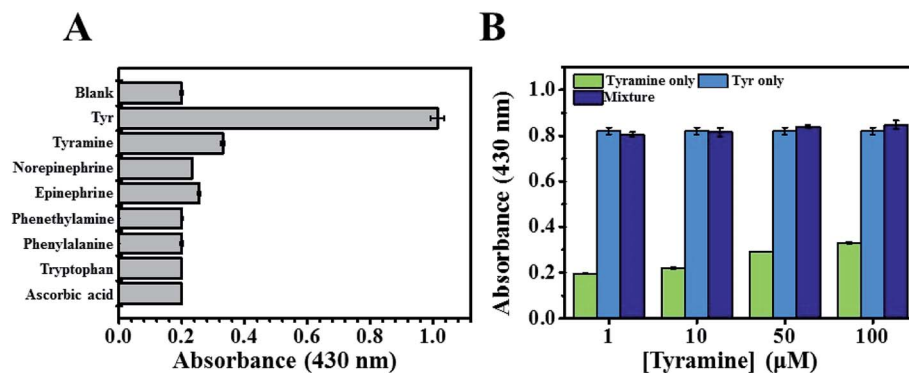 A
Blank
Tyr
Tyramine
Norepinephrine
Epinephrine
Phenethylamine
Phenylalanine
Tryptophan
Ascorbic acid
0.0 0.2 0.4 0.6 0.8 1.0
Absorbance (430 nm)
B
Tyramine only Tyr only
Mixture
1.0
0.8
0.6
0.4
0.2
0.0
Absorbance (430 nm)
1 10 50 100
[Tyramine] (μM)